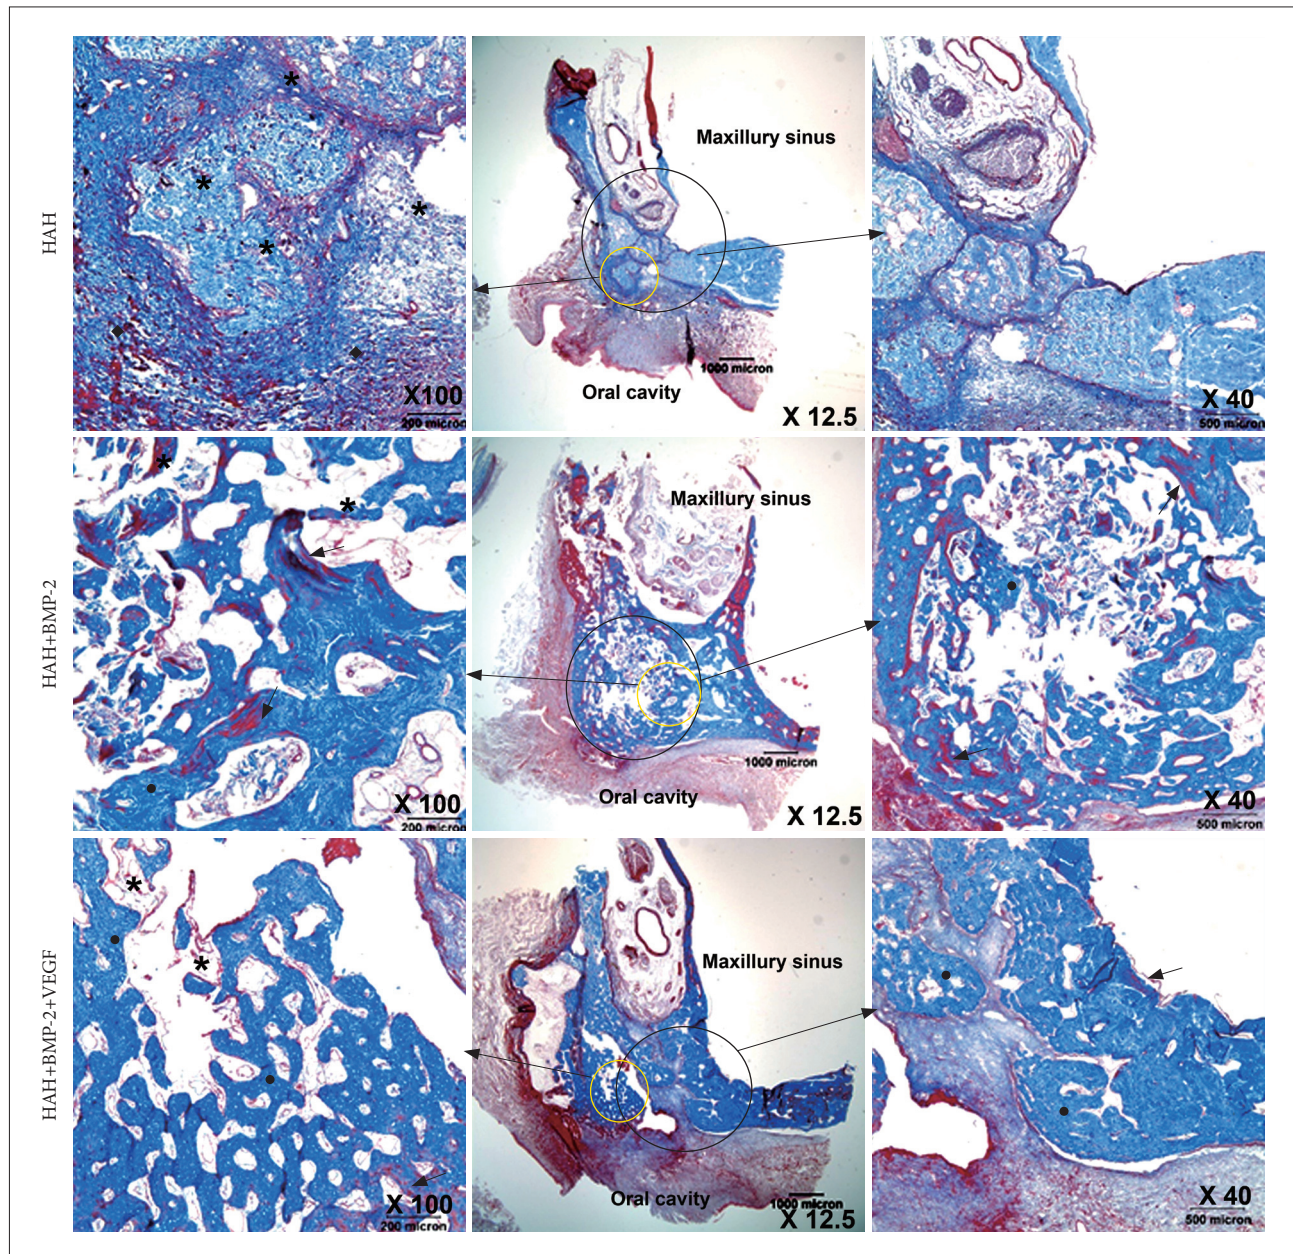 HAH
X100
200 micron
Maxillury sinus
1000 micron
Oral cavity
X 12.5
X 40
500 micron
HAH+BMP-2
X 100
200 micron
Maxillury sinus
1000 micron
Oral cavity
X 12.5
X 40
500 micron
HAH+BMP-2+VEGF
X 100
200 micron
Maxillury sinus
Oral cavity
1000 micron
X 12.5
X 40
500 micron